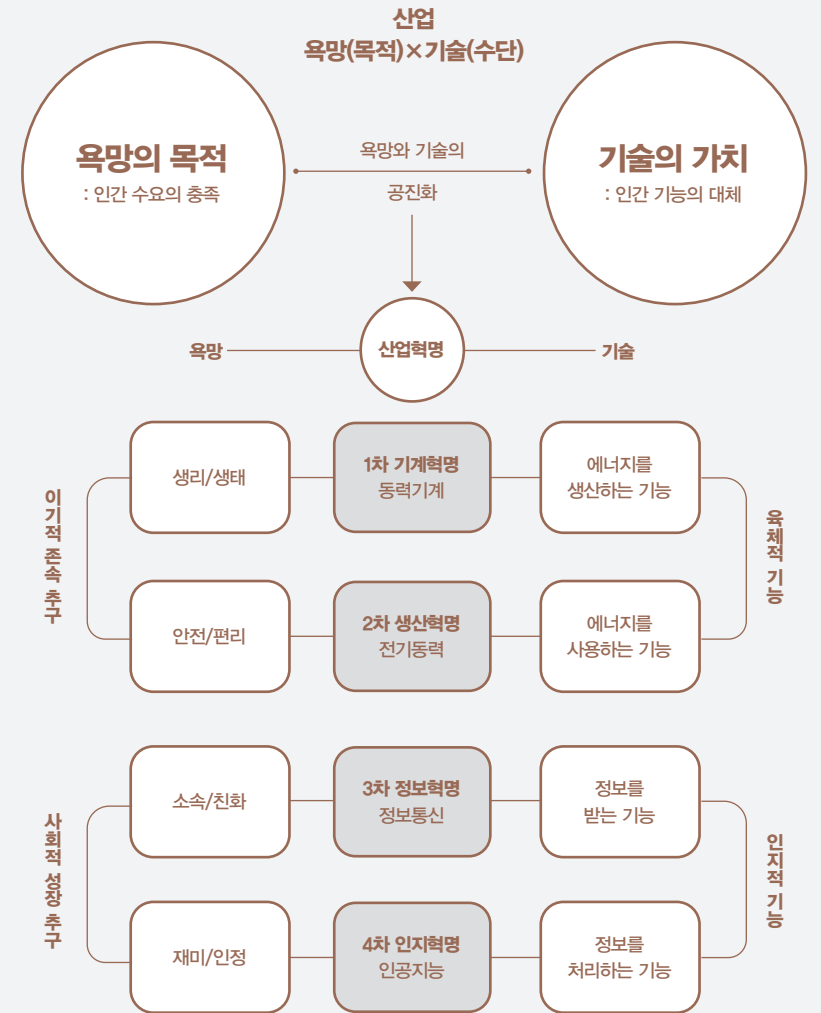 산업
욕망(목적)×기술(수단)
욕망의 목적
: 인간 수요의 충족
욕망와 기술의
공진화
기술의 가치
: 인간 기능의 대체
욕망
산업혁명
기술
이기적 존속 추구
생리/생태
1차 기계혁명
동력기계
에너지를
생산하는 기능
육체적 기능
안전/편리
2차 생산혁명
전기동력
에너지를
사용하는 기능
사회적 성장 추구
소속/친화
3차 정보혁명
정보통신
정보를
받는 기능
인지적 기능
재미/인정
4차 인지혁명
인공지능
정보를
처리하는 기능